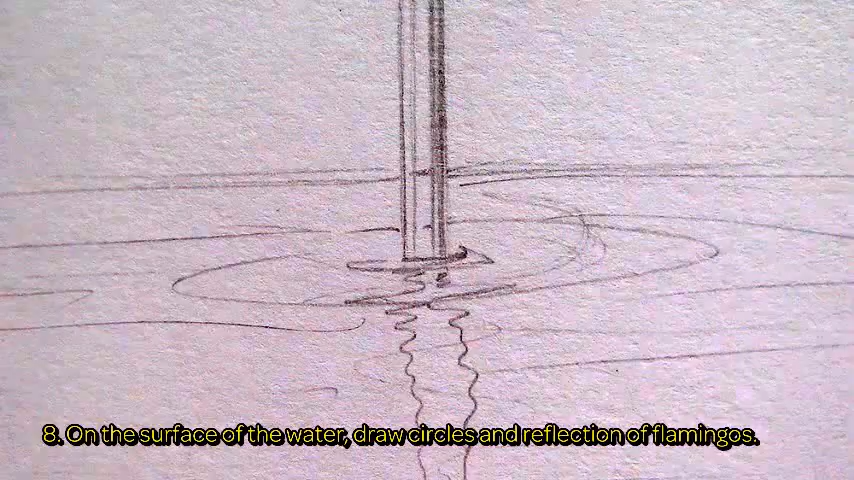 8. On the surface of the water, draw circles and reflection of flamingos.